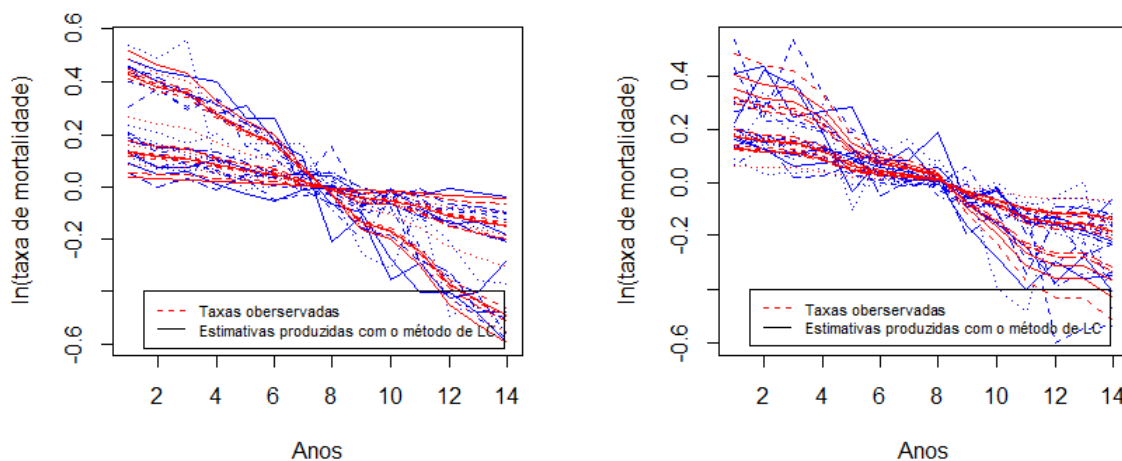 ln(taxa de mortalidade)
0.6
0.4
0.2
0.0
-0.2
-0.6
Taxas oberservadas
Estimativas produzidas com o método de LC
2 4 6 8 10 12 14
Anos
ln(taxa de mortalidade)
0.4
0.2
0.0
-0.2
-0.6
Taxas oberservadas
Estimativas produzidas com o método de LC
2 4 6 8 10 12 14
Anos